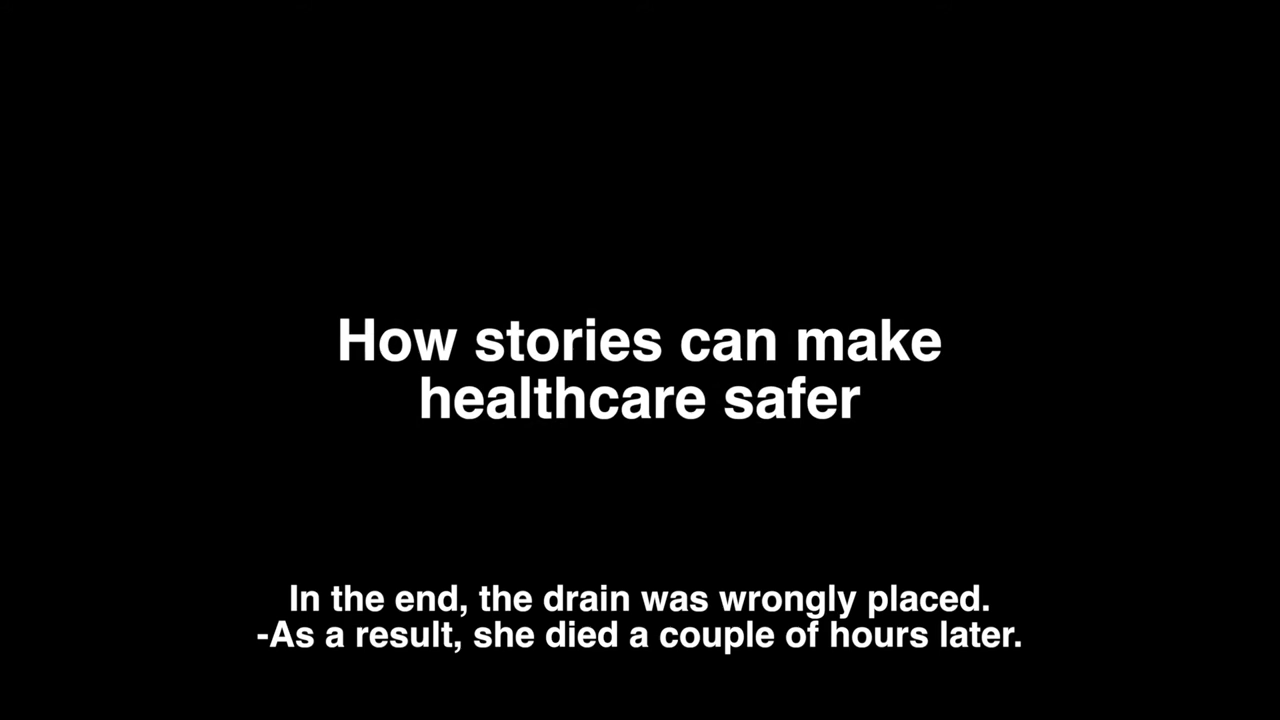 How stories can make
healthcare safer
In the end, the drain was wrongly placed.
-As a result, she died a couple of hours later.